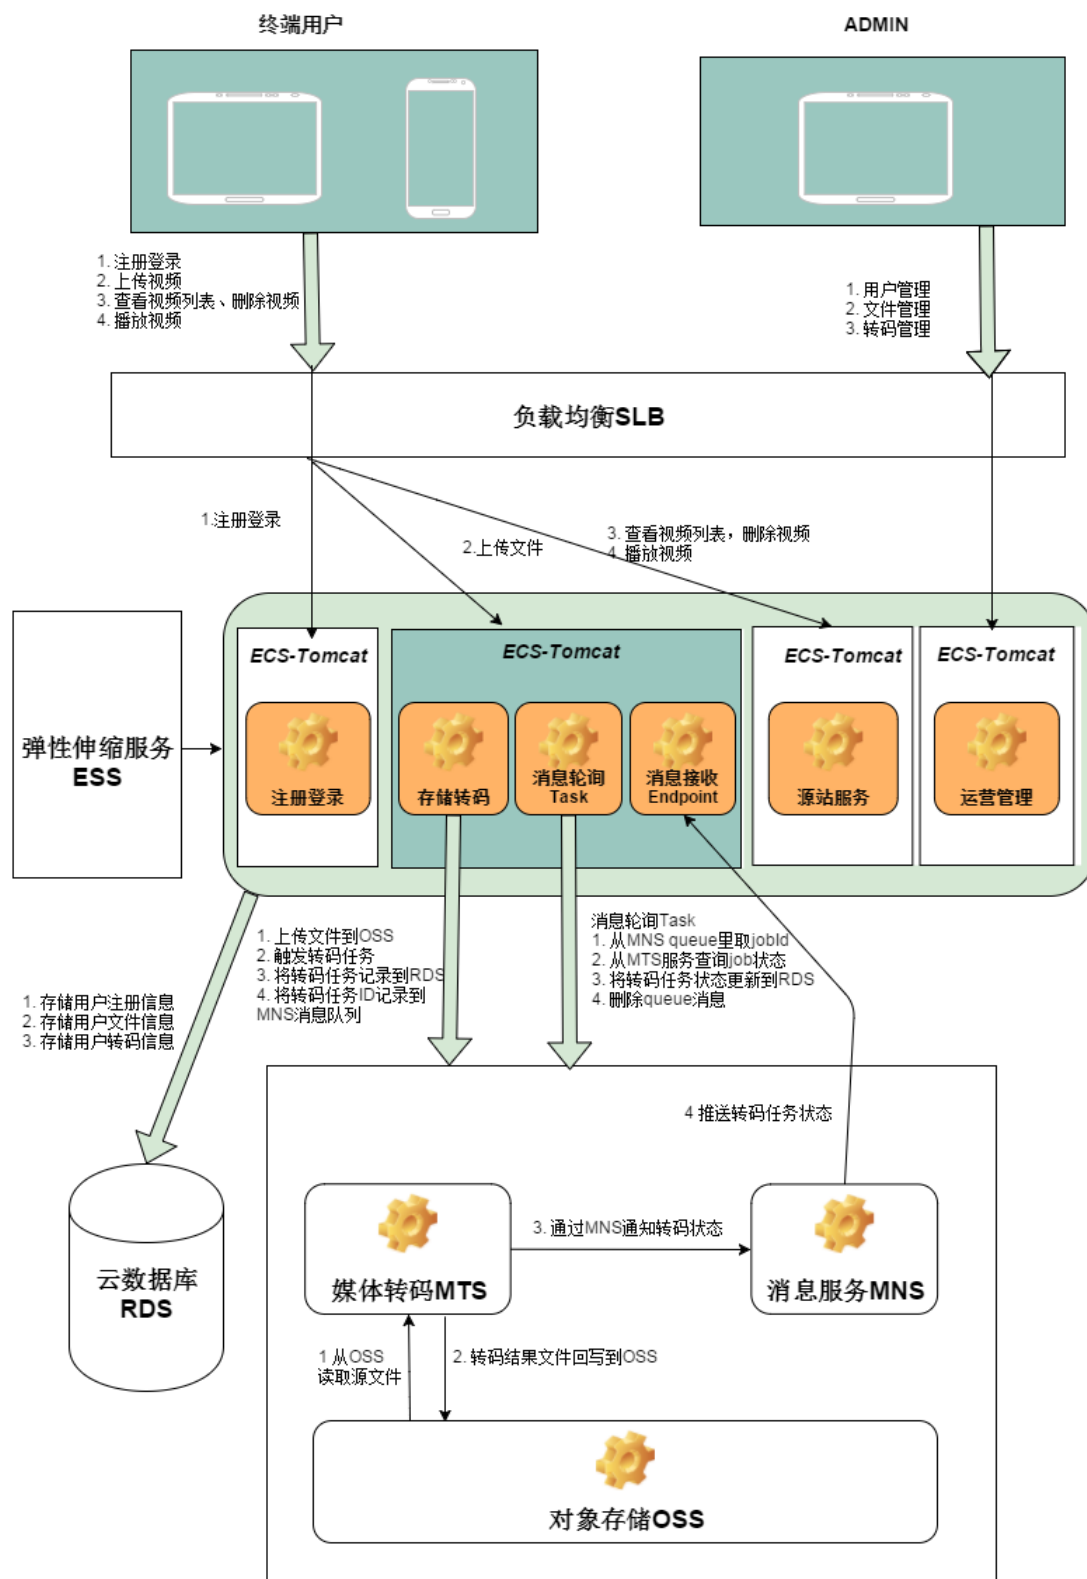 终端用户
ADMIN
1. 注册登录
2. 上传视频
3. 查看视频列表、删除视频
4. 播放视频
1. 用户管理
2. 文件管理
3. 转码管理
负载均衡SLB
1.注册登录
2.上传文件
3. 查看视频列表，删除视频
4. 播放视频
弹性伸缩服务
ESS
ECS-Tomcat
注册登录
ECS-Tomcat
存储转码
消息轮询
Task
消息接收
Endpoint
ECS-Tomcat
源站服务
ECS-Tomcat
运营管理
1. 上传文件到OSS
2. 触发转码任务
3. 将转码任务记录到RDS
4. 将转码任务ID记录到
MNS消息队列
消息轮询Task
1. 从MNS queue里取jobId
2. 从MTS服务查询job状态
3. 将转码任务状态更新到RDS
4. 删除queue消息
1. 存储用户注册信息
2. 存储用户文件信息
3. 存储用户转码信息
4 推送转码任务状态
云数据库
RDS
媒体转码MTS
3. 通过MNS通知转码状态
消息服务MNS
1 从OSS
读取源文件
2. 转码结果文件回写到OSS
对象存储OSS